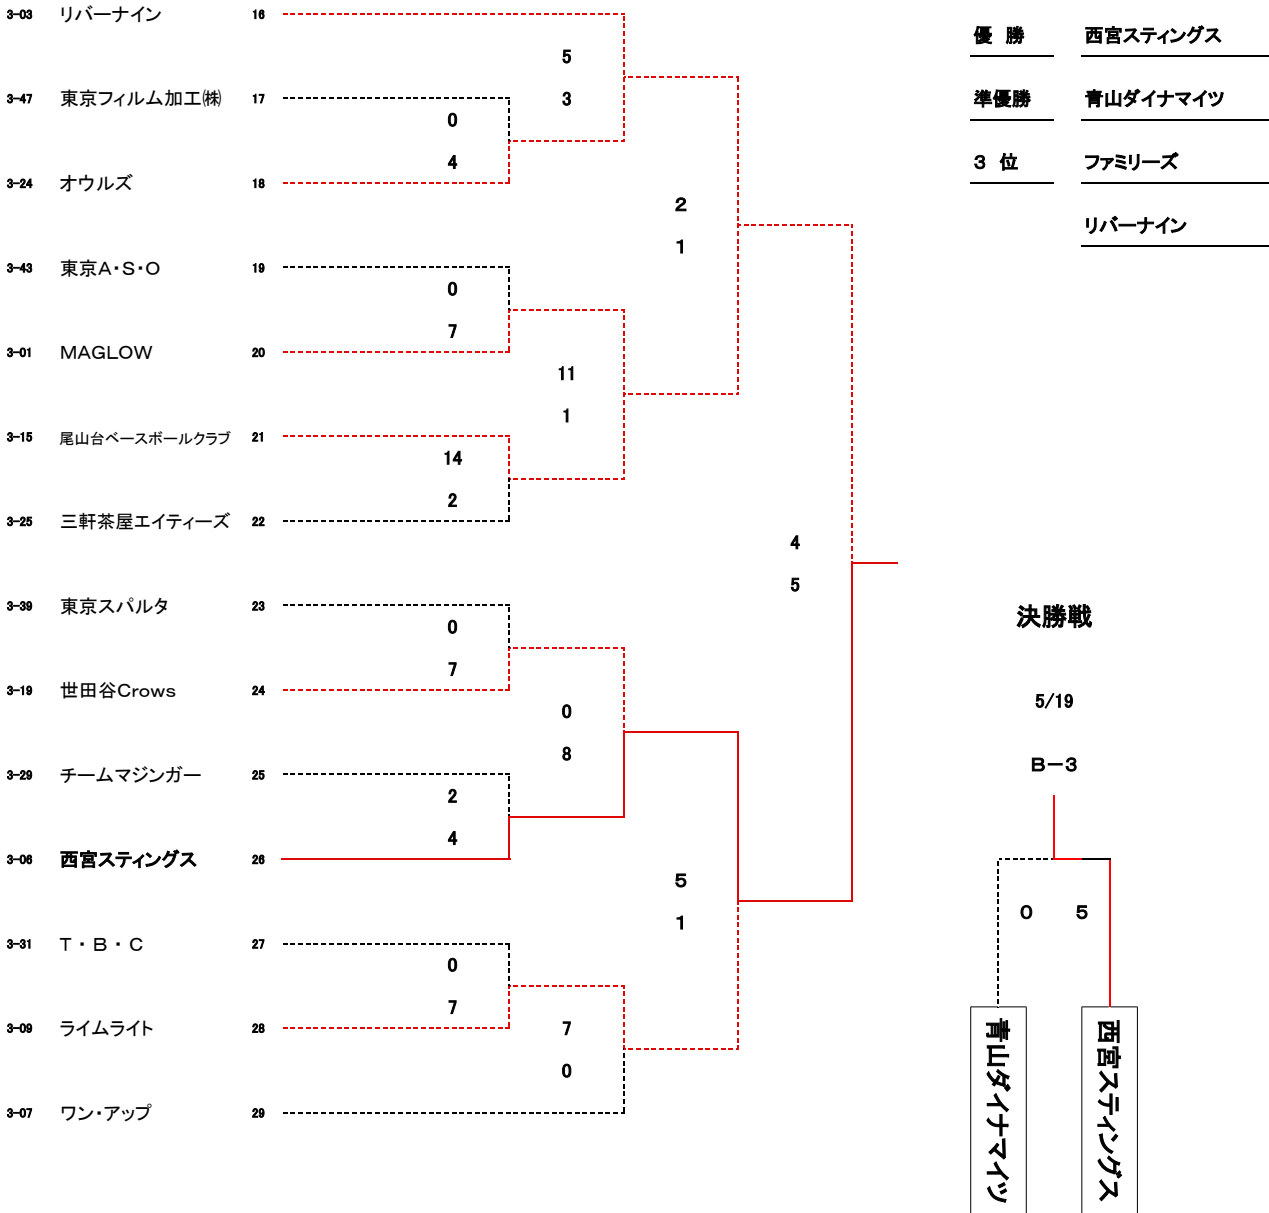 3-03 リバーナイン 16
5
3
3-47 東京フィルム加工㈱ 17
0
4
3-24 オウルズ 18
2
1
3-43 東京A・S・O 19
0
7
3-01 MAGLOW 20
11
1
3-15 尾山台ベースボールクラブ 21
14
2
3-25 三軒茶屋エイティーズ 22
4
5
3-39 東京スパルタ 23
0
7
3-19 世田谷Crows 24
0
8
3-29 チームマジンガー 25
2
4
3-06 西宮スティングス 26
5
1
3-31 T・B・C 27
0
7
3-09 ライムライト 28
7
0
3-07 ワン・アップ 29
優 勝 西宮スティングス
準優勝 青山ダイナマイツ
3 位 ファミリーズ
リバーナイン
決勝戦
5/19
B-3
0 5
青山ダイナマイツ
西宮スティングス